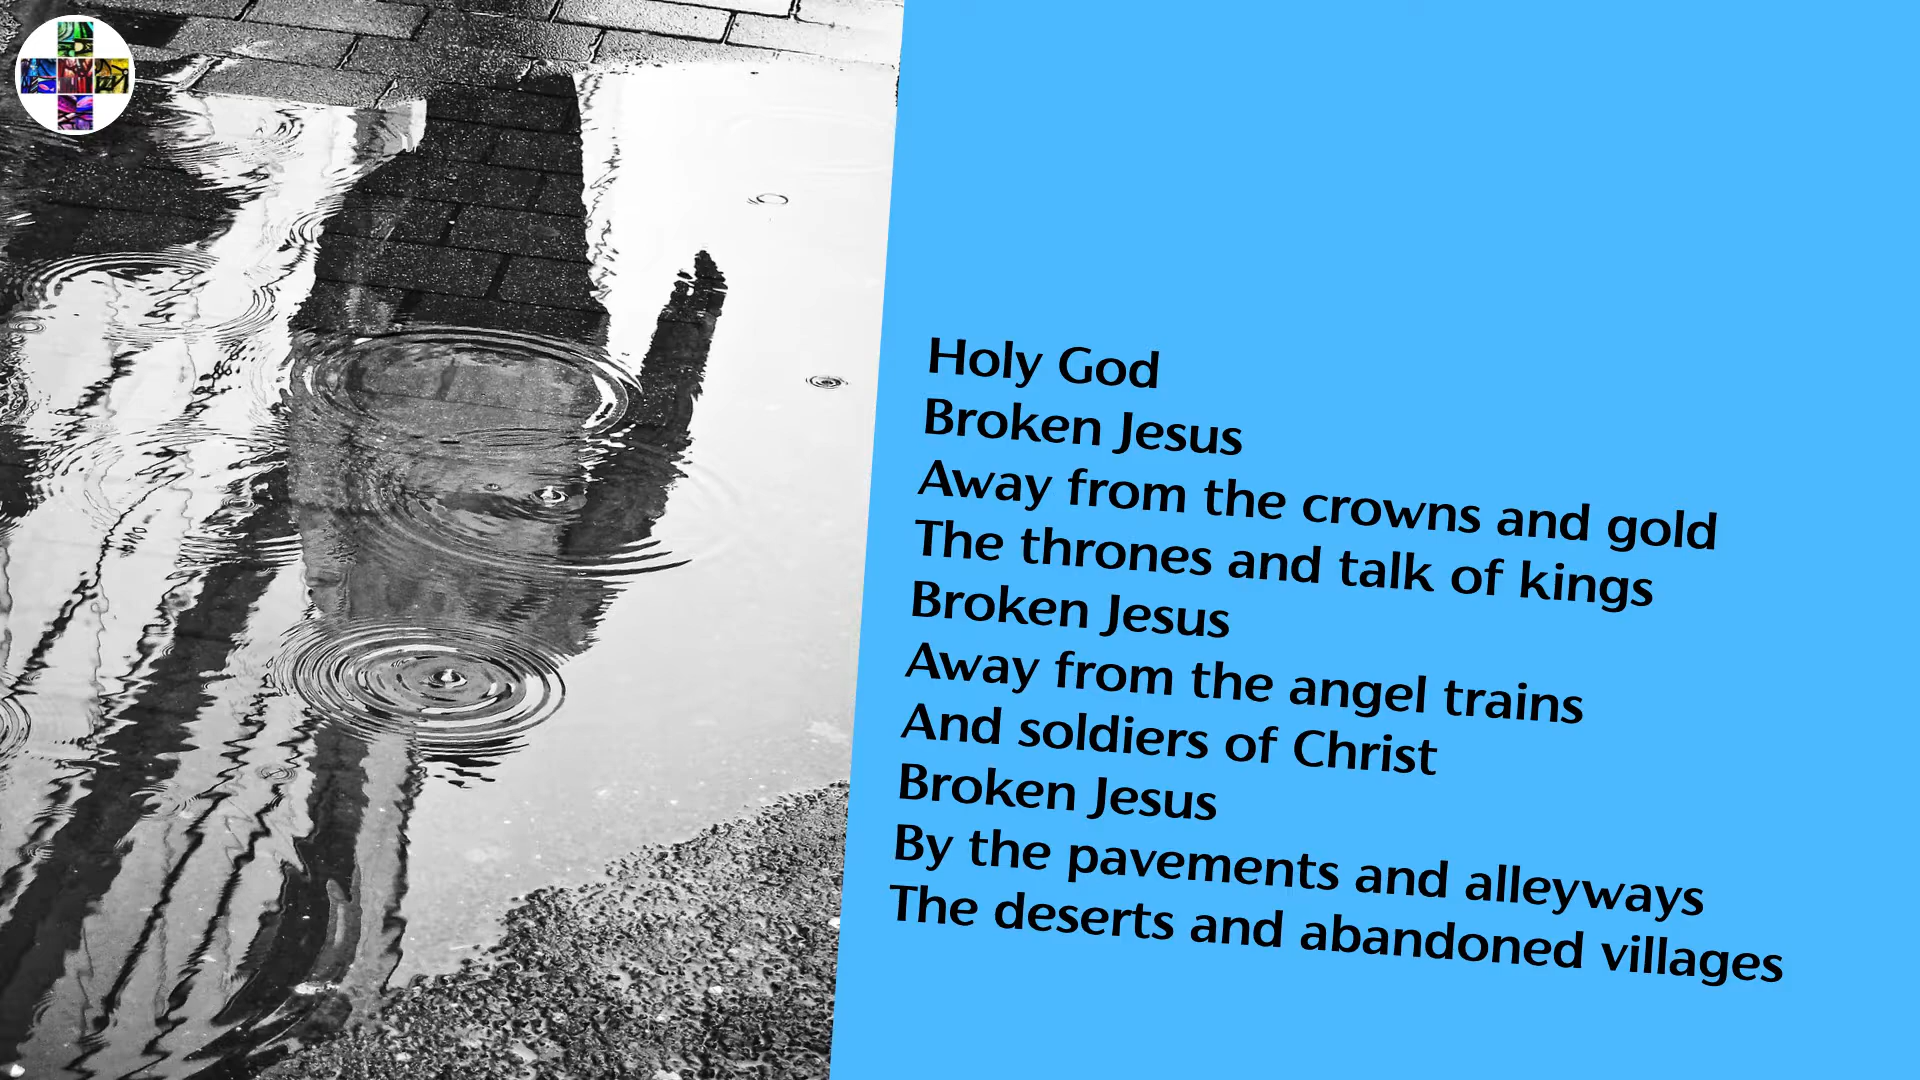 Holy God
Broken Jesus
Away from the crowns and gold
The thrones and talk of kings
Broken Jesus
Away from the angel trains
And soldiers of Christ
Broken Jesus
By the pavements and alleyways
The deserts and abandoned villages